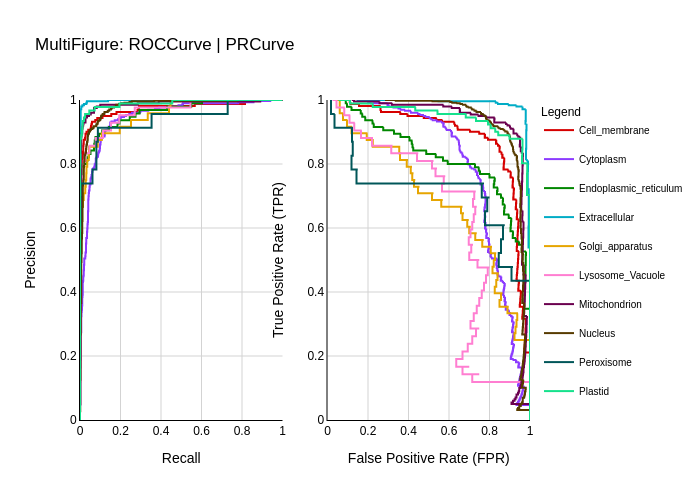 MultiFigure: ROCCurve | PRCurve
Precision
1
0.8
0.6
0.4
0.2
0
0
0.2
0.4
0.6
0.8
1
Recall
True Positive Rate (TPR)
1
0.8
0.6
0.4
0.2
0
0
0.2
0.4
0.6
0.8
1
False Positive Rate (FPR)
Legend
Cell_membrane
Cytoplasm
Endoplasmic_reticulum
Extracellular
Golgi_apparatus
Lysosome_Vacuole
Mitochondrion
Nucleus
Peroxisome
Plastid